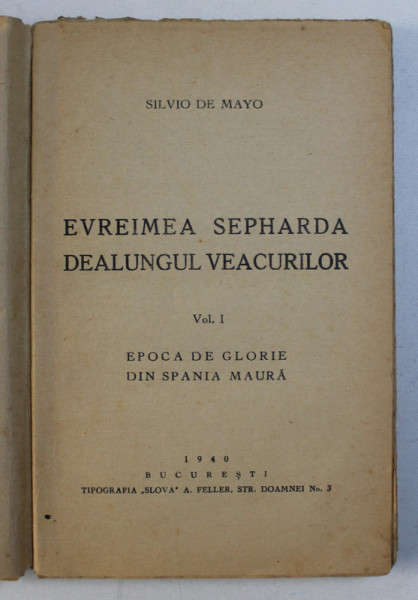 SILVIO DE MAYO
EVREIMEA SEPHARDA
DEALUNGUL VEACURILOR
Vol. I
EPOCA DE GLORIE
DIN SPANIA MAURĂ
1940
BUCUREȘTI
TIPOGRAFIA „SLOVA" A. FELLER, STR. DOAMNEI No. 3